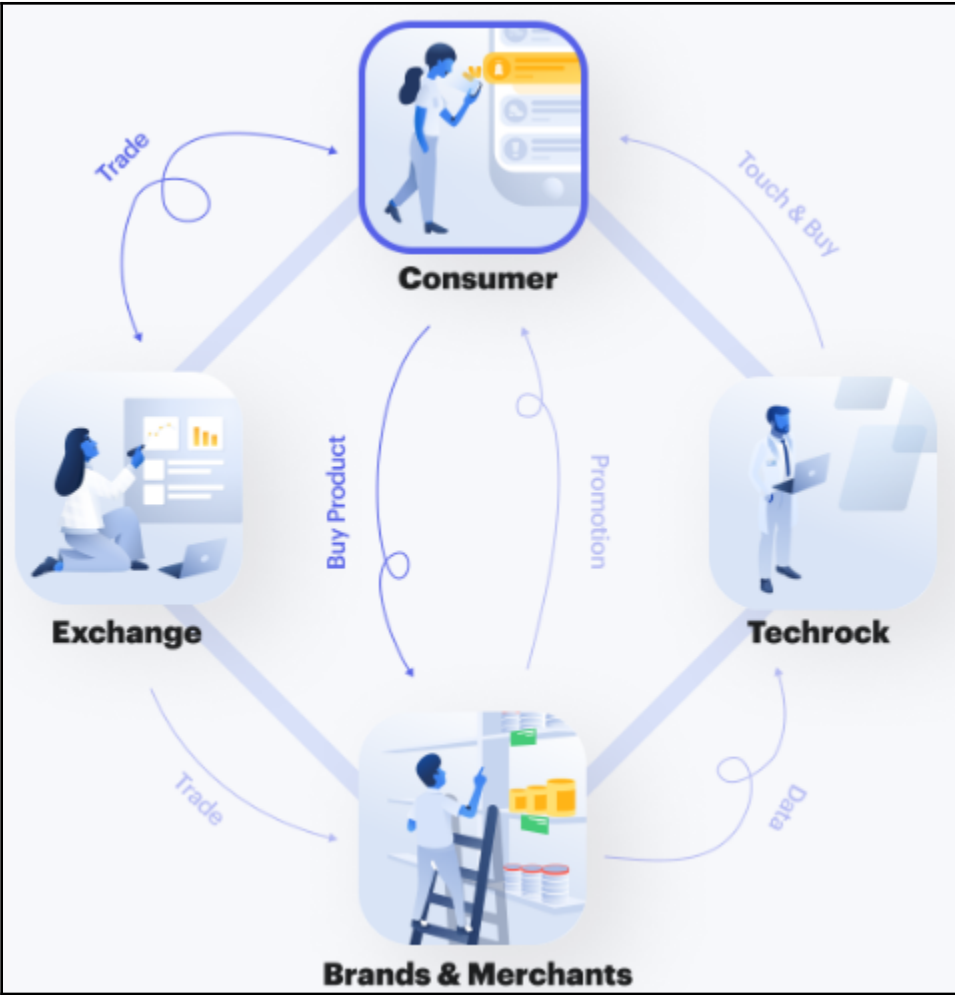 Trade
Touch & Buy
Consumer
Buy Product
Promotion
Exchange
Techrock
Trade
Data
Brands & Merchants